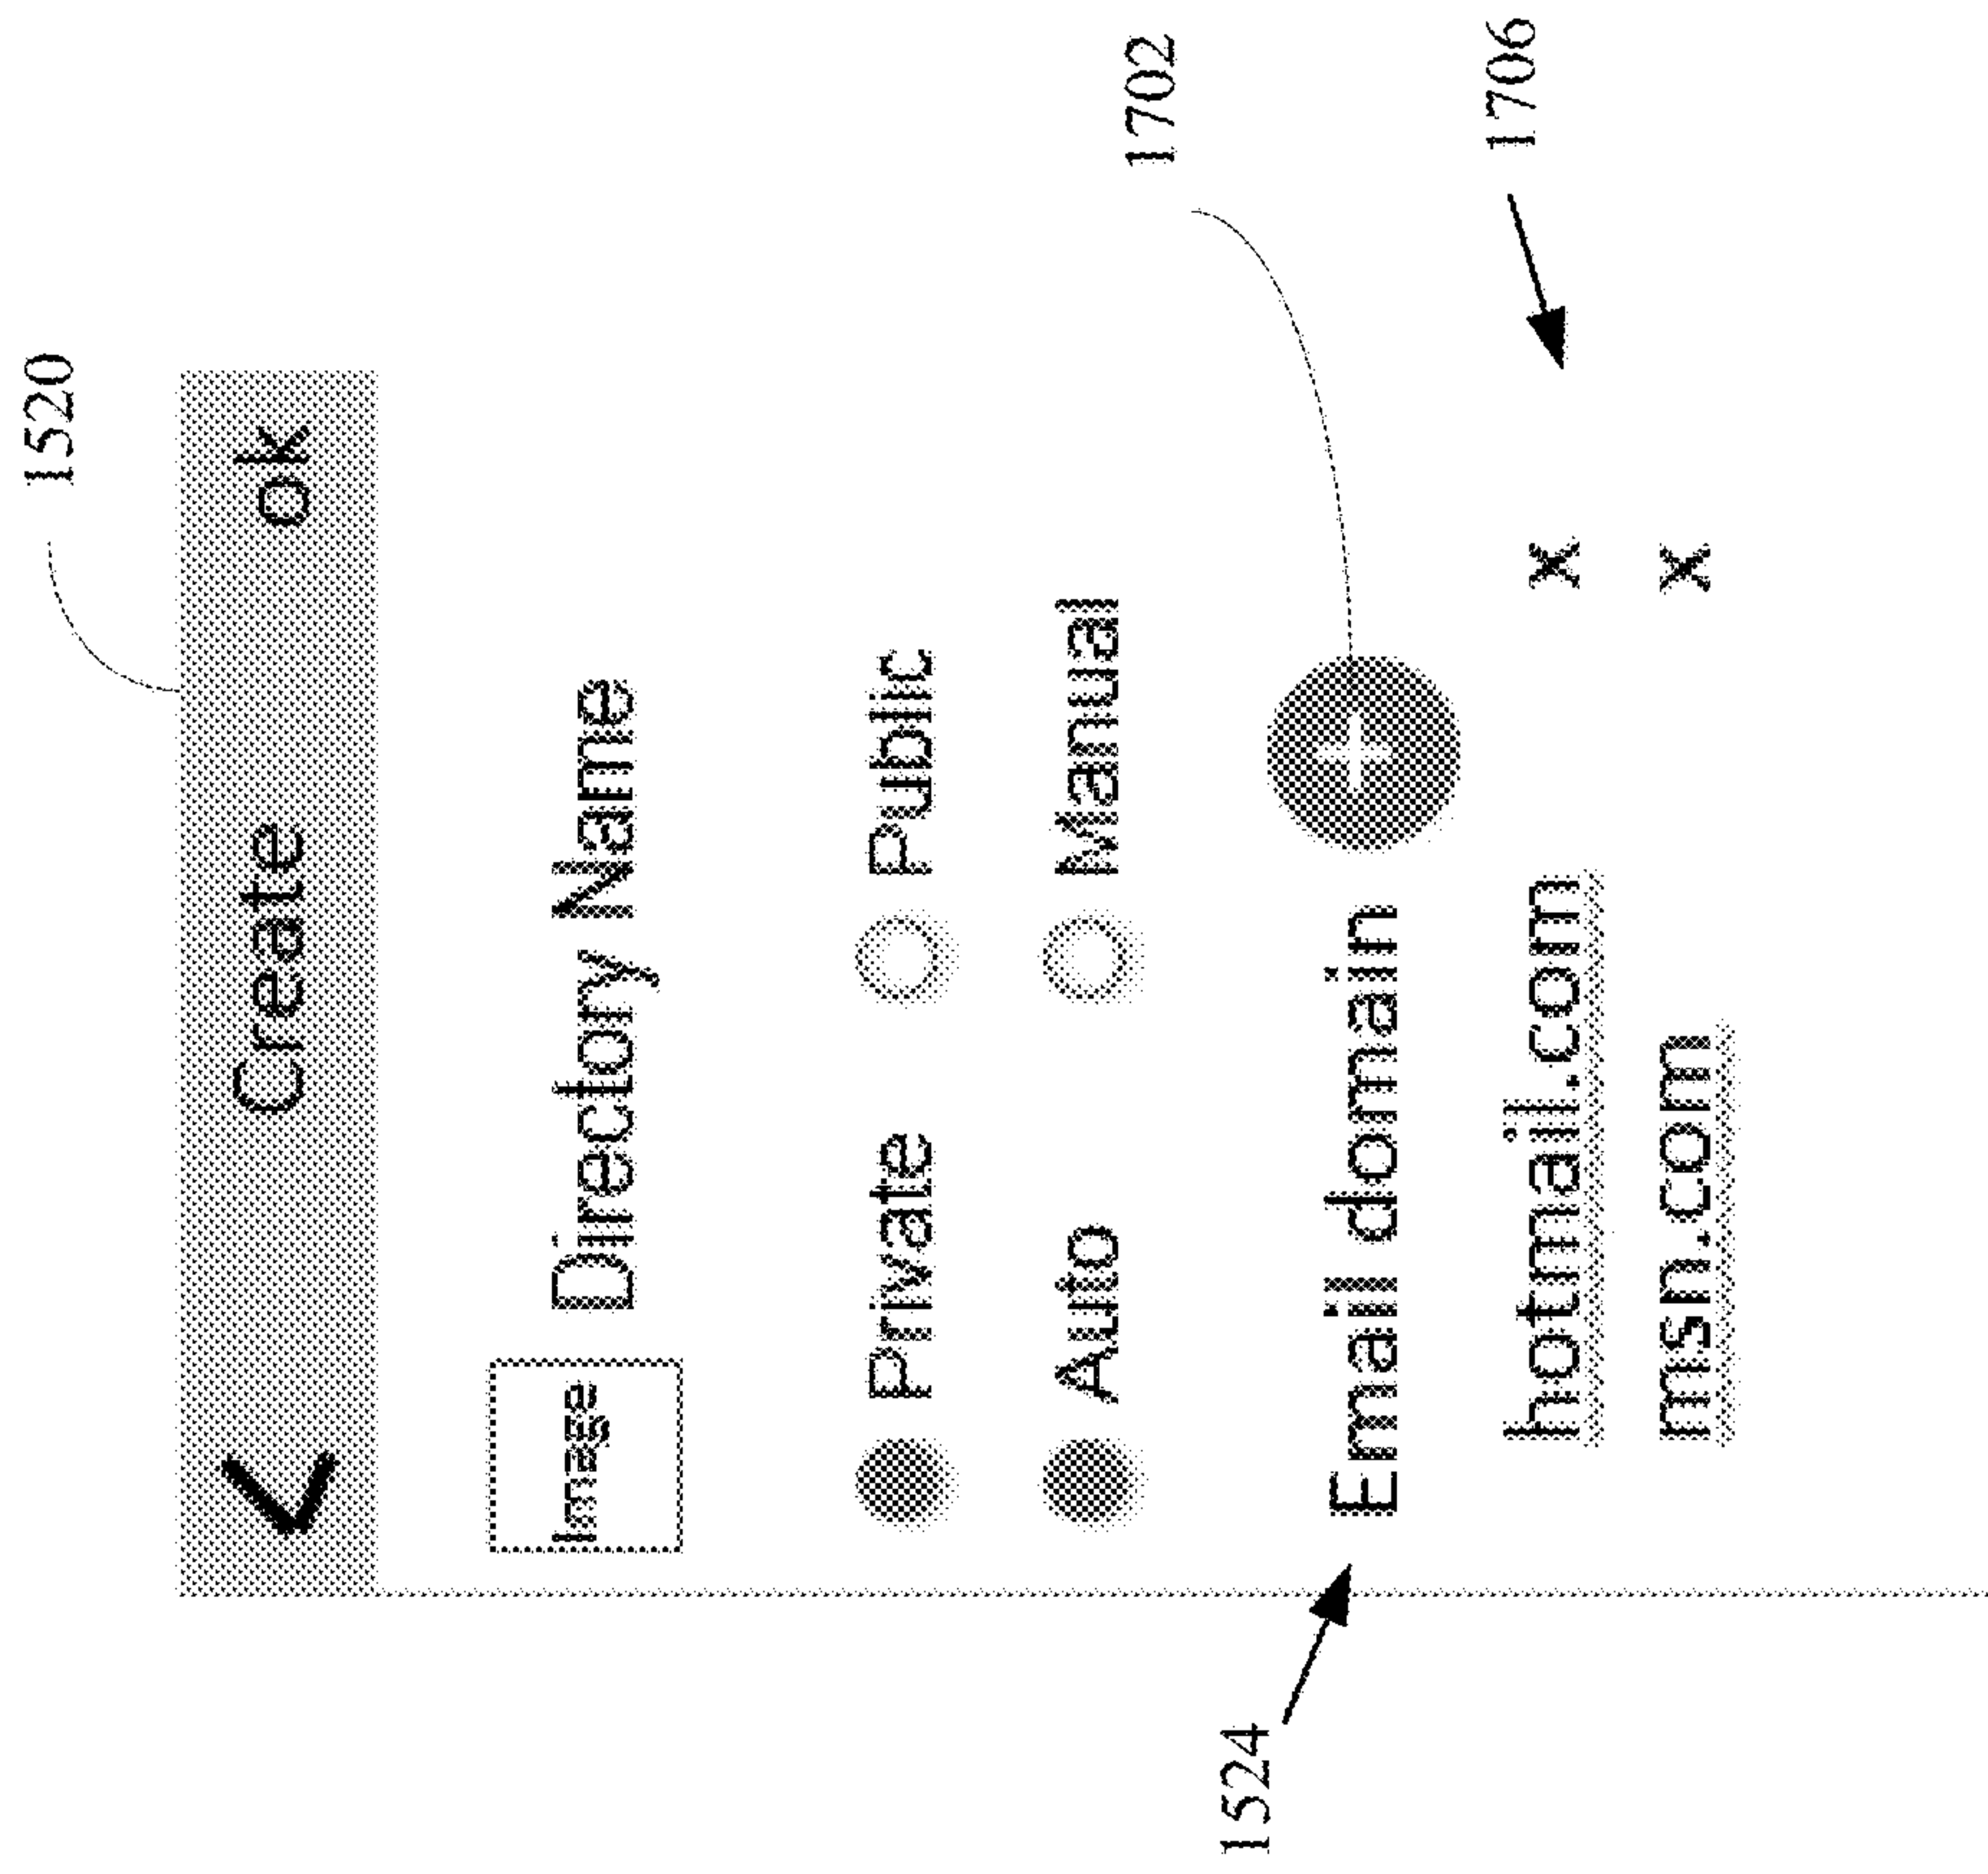 1520
< Create ok
Image Directory Name
Private Public
Auto Manual
1702
1524
Email domain +
1706
hotmail.com x
msn.com x